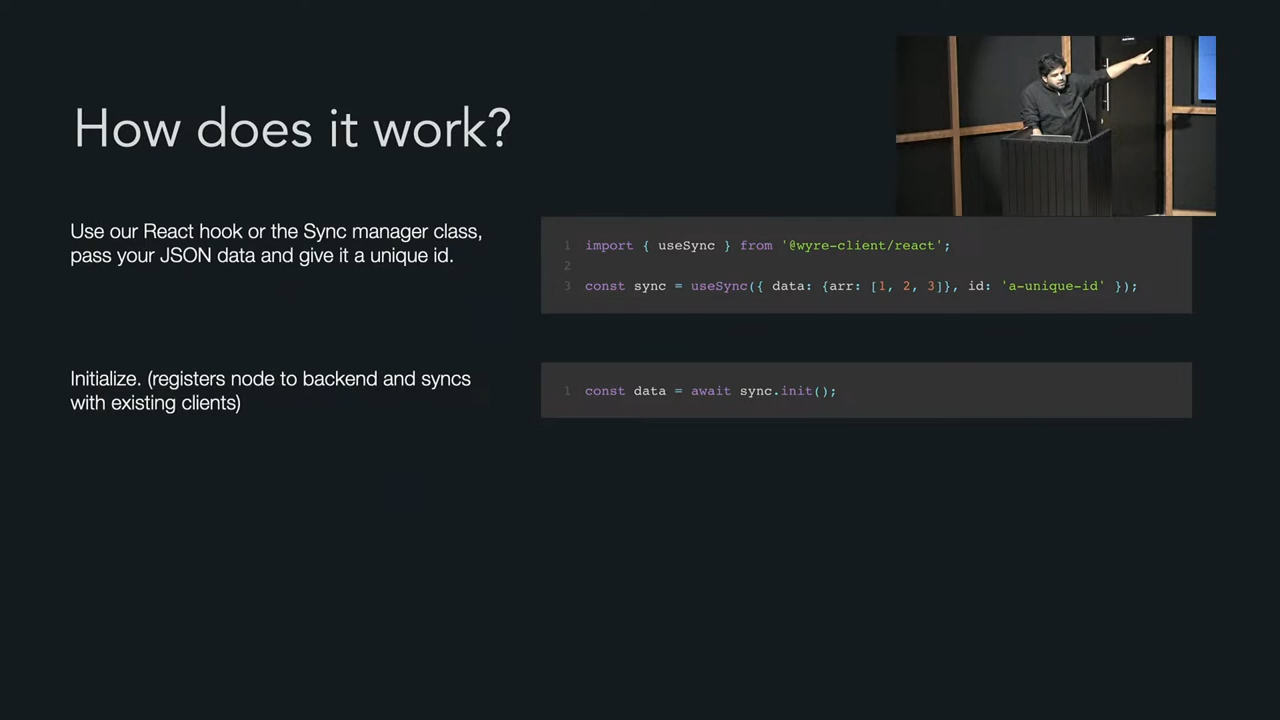 How does it work?
Use our React hook or the Sync manager class,
pass your JSON data and give it a unique id.
1 import { useSync } from '@wyre-client/react';
2
3 const sync = useSync({ data: {arr: [1, 2, 3]}, id: 'a-unique-id' });
Initialize. (registers node to backend and syncs
with existing clients)
1 const data = await sync.init();